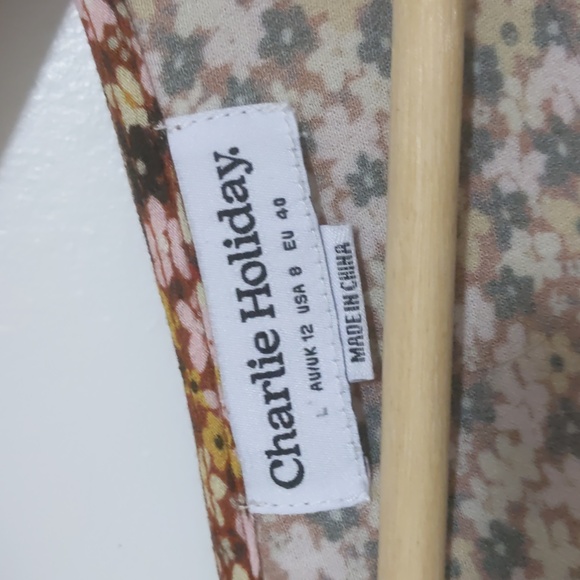 Charlie Holiday.
L AU/UK 12 USA 8 EU 40
MADE IN CHINA